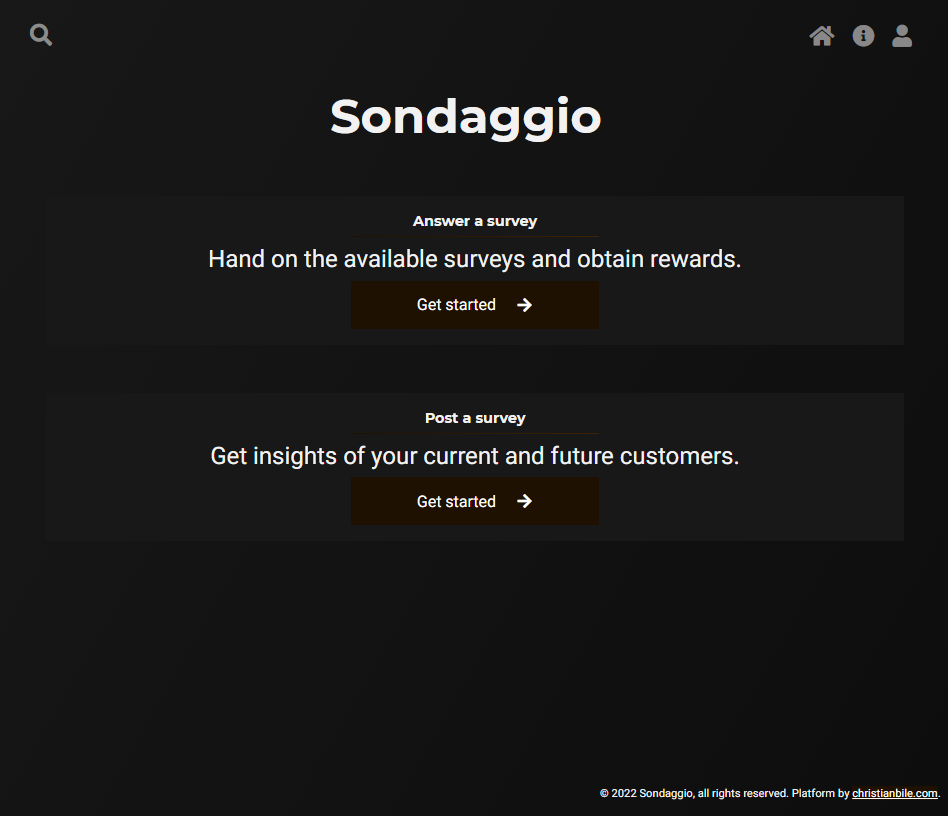 Sondaggio
Answer a survey
Hand on the available surveys and obtain rewards.
Get started
Post a survey
Get insights of your current and future customers.
Get started
© 2022 Sondaggio, all rights reserved. Platform by christianbile.com.